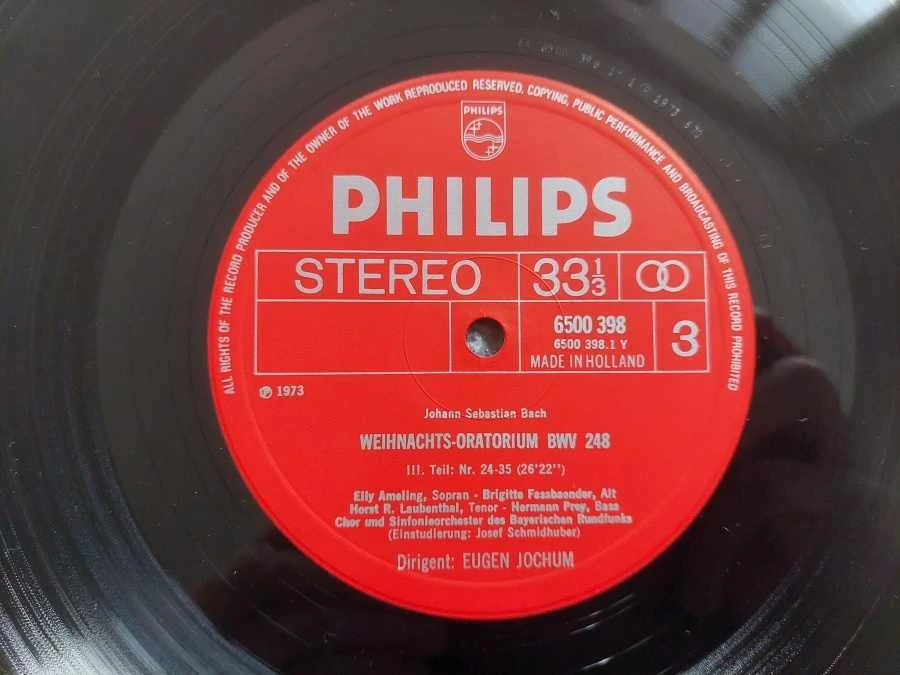 ALL RIGHTS OF THE RECORD PRODUCER AND OF THE OWNER OF THE WORK REPRODUCED RESERVED. COPYING, PUBLIC PERFORMANCE AND BROADCASTING OF THIS RECORD PROHIBITED
PHILIPS
PHILIPS
STEREO 33⅓
6500 398
6500 398.1 Y
MADE IN HOLLAND
3
℗ 1973
Johann Sebastian Bach
WEIHNACHTS-ORATORIUM BWV 248
III. Teil: Nr. 24-35 (26'22'')
Elly Ameling, Sopran - Brigitte Fassbaender, Alt
Horst R. Laubenthal, Tenor - Hermann Prey, Bass
Chor und Sinfonieorchester des Bayerischen Rundfunks
(Einstudierung: Josef Schmidhuber)
Dirigent: EUGEN JOCHUM